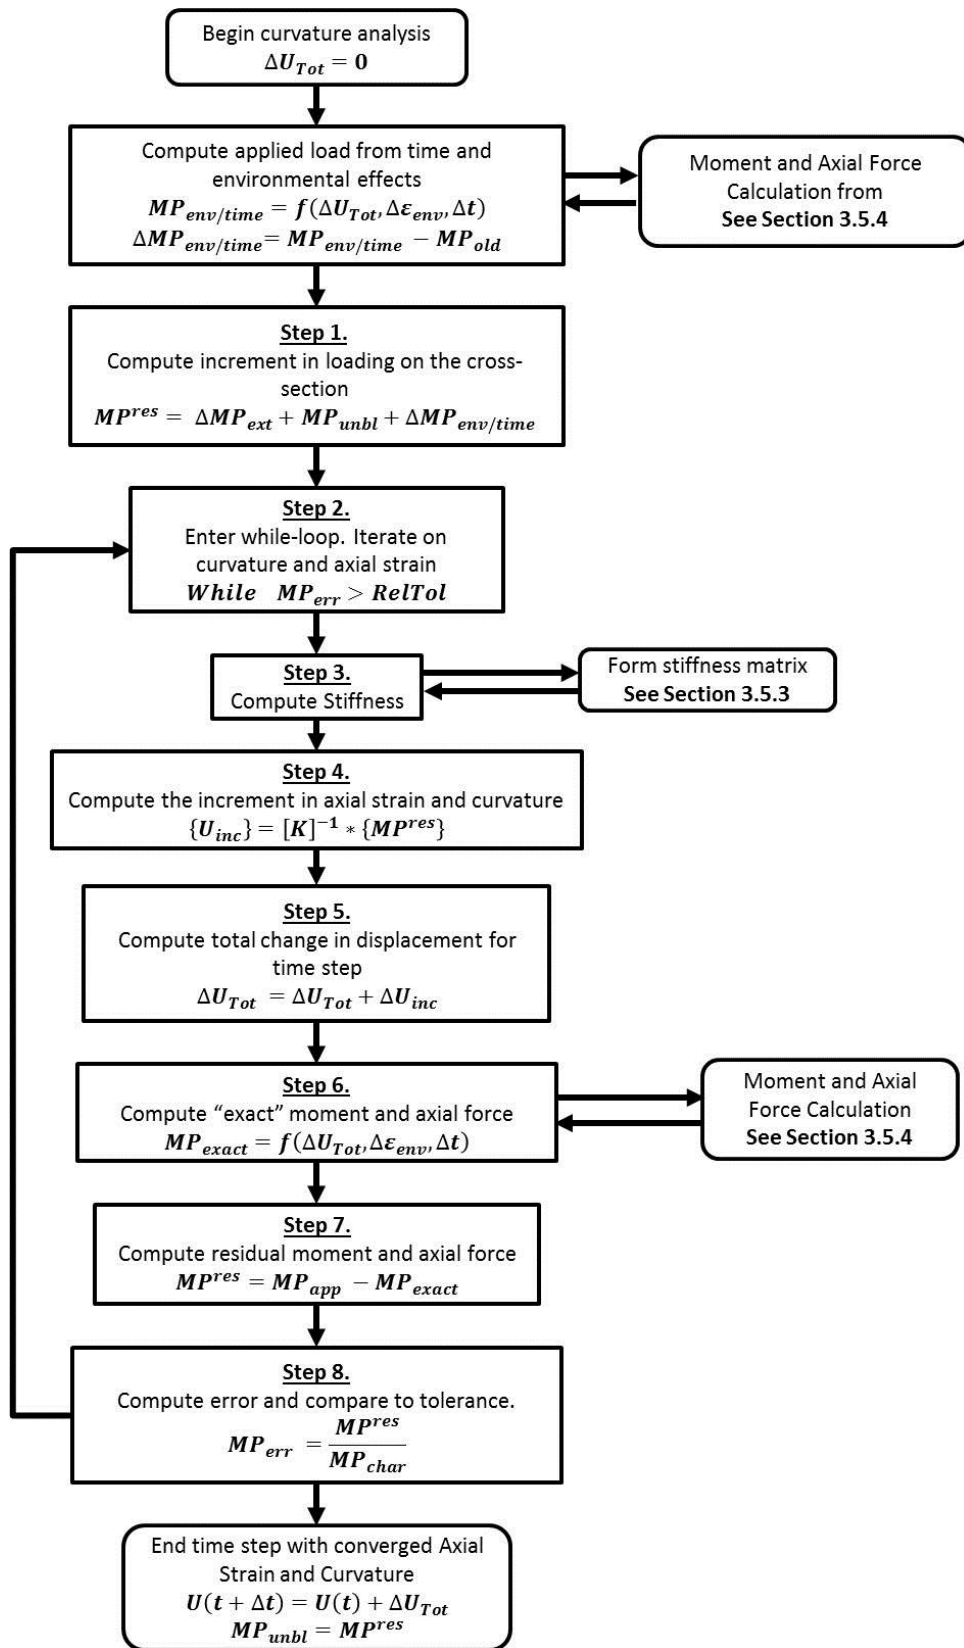 Begin curvature analysis
ΔU_Tot = 0
Compute applied load from time and
environmental effects
MP_env/time = f(ΔU_Tot, Δε_env, Δt)
ΔMP_env/time = MP_env/time − MP_old
Moment and Axial Force
Calculation from
See Section 3.5.4
Step 1.
Compute increment in loading on the cross-
section
MP^res = ΔMP_ext + MP_unbl + ΔMP_env/time
Step 2.
Enter while-loop. Iterate on
curvature and axial strain
While MP_err > RelTol
Step 3.
Compute Stiffness
Form stiffness matrix
See Section 3.5.3
Step 4.
Compute the increment in axial strain and curvature
{U_inc} = [K]^−1 * {MP^res}
Step 5.
Compute total change in displacement for
time step
ΔU_Tot = ΔU_Tot + ΔU_inc
Step 6.
Compute “exact” moment and axial force
MP_exact = f(ΔU_Tot, Δε_env, Δt)
Moment and Axial
Force Calculation
See Section 3.5.4
Step 7.
Compute residual moment and axial force
MP^res = MP_app − MP_exact
Step 8.
Compute error and compare to tolerance.
MP_err = MP^res / MP_char
End time step with converged Axial
Strain and Curvature
U(t + Δt) = U(t) + ΔU_Tot
MP_unbl = MP^res